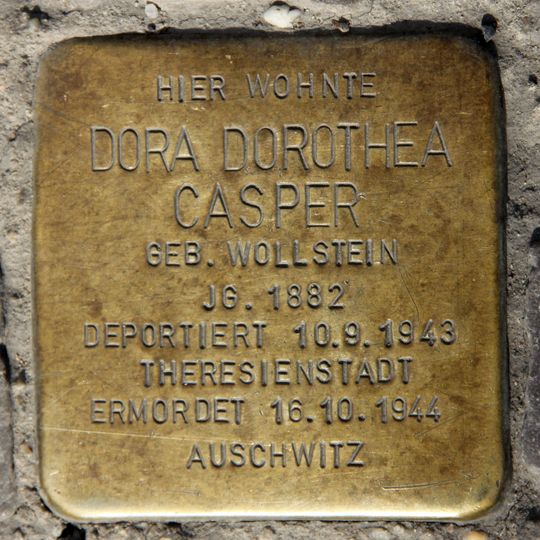 HIER WOHNTE
DORA DOROTHEA
CASPER
GEB. WOLLSTEIN
JG. 1882
DEPORTIERT 10.9.1943
THERESIENSTADT
ERMORDET 16.10.1944
AUSCHWITZ